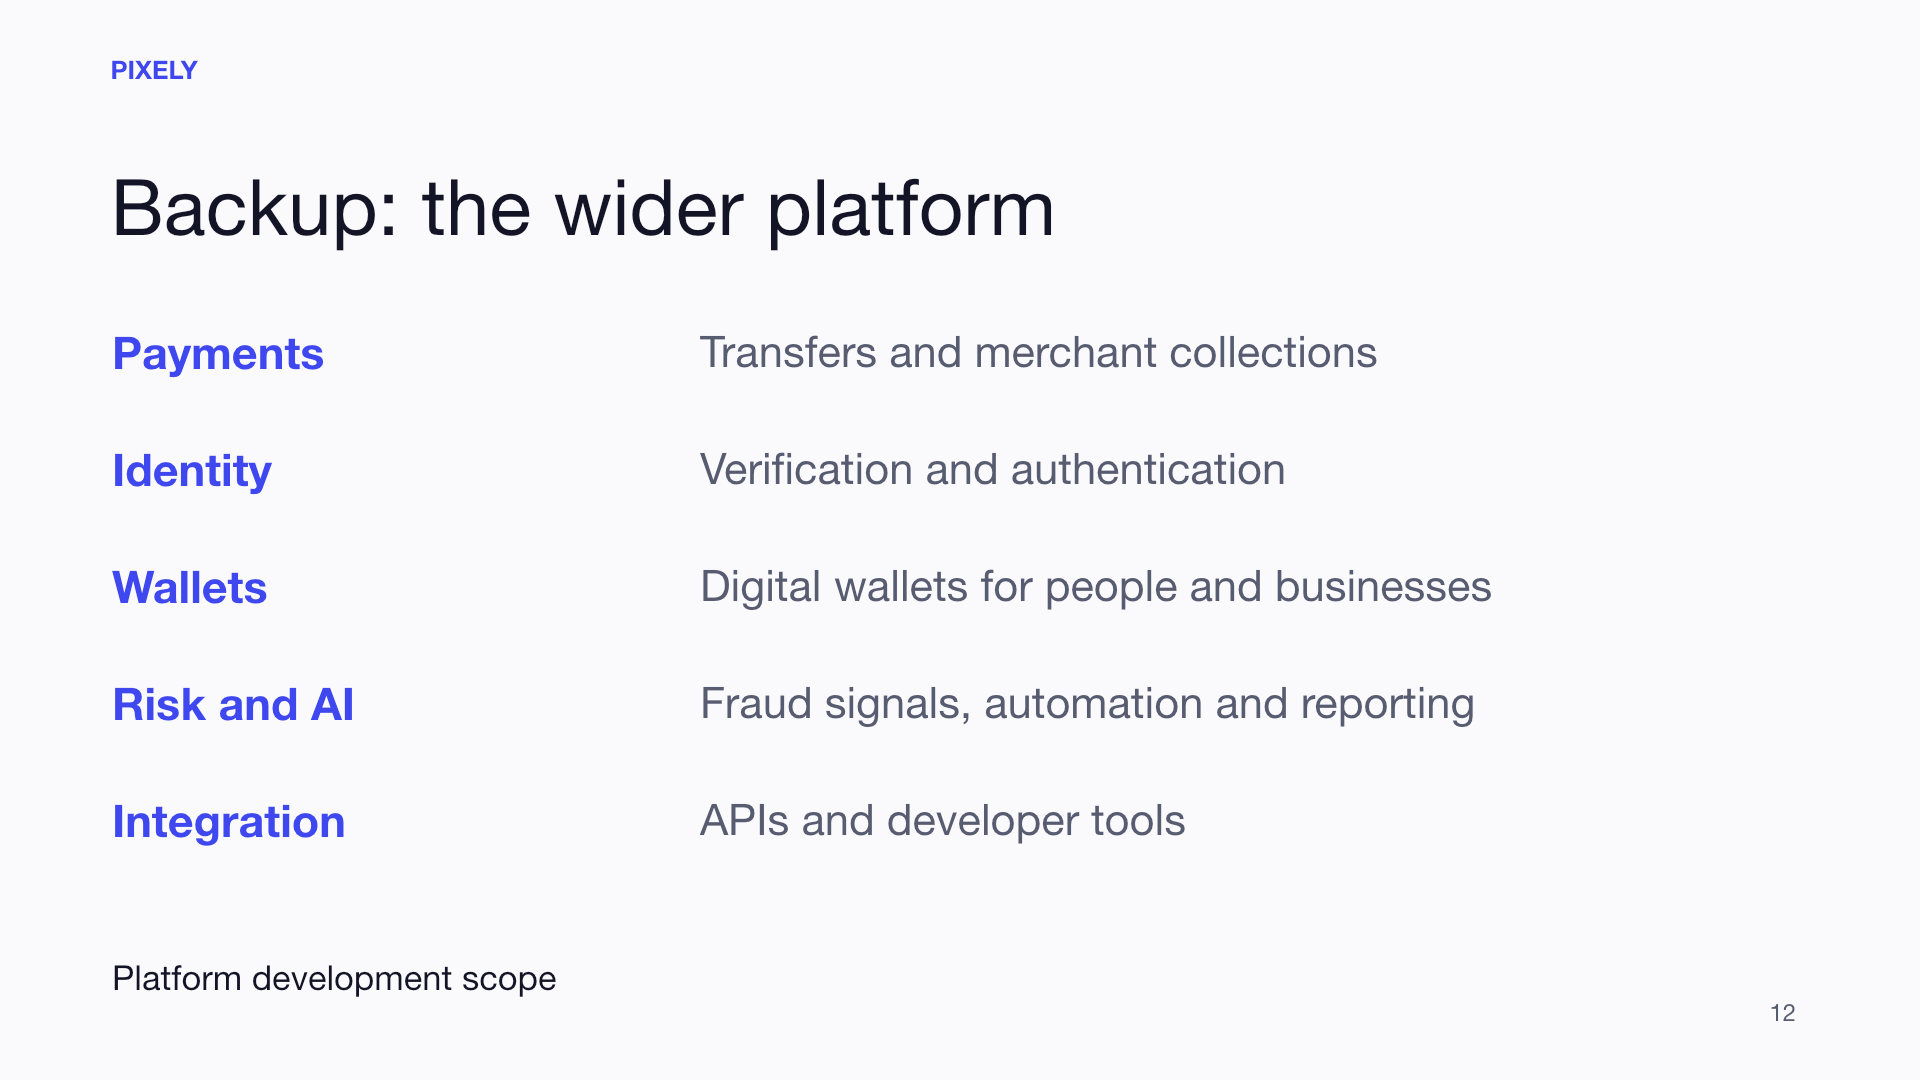 PIXELY
Backup: the wider platform
Payments Transfers and merchant collections
Identity Verification and authentication
Wallets Digital wallets for people and businesses
Risk and AI Fraud signals, automation and reporting
Integration APIs and developer tools
Platform development scope
12